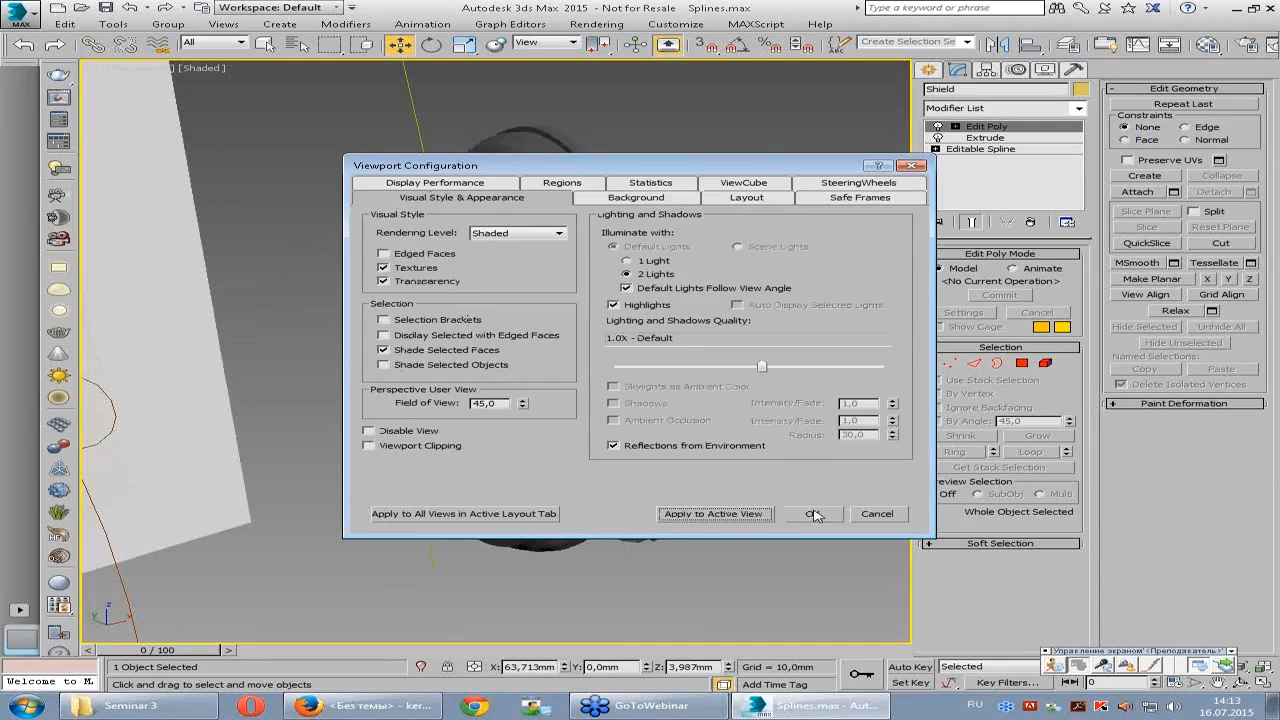 Workspace: Default
Autodesk 3ds Max 2015 - Not for Resale Splines.max
Type a keyword or phrase
MAX
Edit
Tools
Group
Views
Create
Modifiers
Animation
Graph Editors
Rendering
Customize
MAXScript
Help
All
View
Create Selection Se
[Shaded]
Viewport Configuration
Display Performance
Regions
Statistics
ViewCube
SteeringWheels
Visual Style & Appearance
Background
Layout
Safe Frames
Visual Style
Rendering Level: Shaded
Edged Faces
Textures
Transparency
Selection
Selection Brackets
Display Selected with Edged Faces
Shade Selected Faces
Shade Selected Objects
Perspective User View
Field of View: 45,0
Disable View
Viewport Clipping
Lighting and Shadows
Illuminate with:
Default Lights
Scene Lights
1 Light
2 Lights
Default Lights Follow View Angle
Highlights
Auto Display Selected Lights
Lighting and Shadows Quality:
1.0X - Default
Skylights as Ambient Color
Shadows
Intensity/Fade: 1,0
Ambient Occlusion
Intensity/Fade: 1,0
Radius: 30,0
Reflections from Environment
Apply to All Views in Active Layout Tab
Apply to Active View
Cancel
Shield
Modifier List
Edit Poly
Extrude
Editable Spline
Edit Poly Mode
Model
Animate
<No Current Operation>
Commit
Settings
Cancel
Show Cage
Selection
Use Stack Selection
By Vertex
Ignore Backfacing
By Angle: 45,0
Shrink
Grow
Ring
Loop
Get Stack Selection
review Selection
Off
SubObj
Multi
Whole Object Selected
Soft Selection
Edit Geometry
Repeat Last
Constraints
None
Edge
Face
Normal
Preserve UVs
Create
Collapse
Attach
Detach
Slice Plane
Split
Slice
Reset Plane
QuickSlice
Cut
MSmooth
Tessellate
Make Planar
X
Y
Z
View Align
Grid Align
Relax
Hide Selected
Unhide All
Hide Unselected
Named Selections:
Copy
Paste
Delete Isolated Vertices
Paint Deformation
z
y
x
0 / 100
1 Object Selected
X: 63,713mm
Y: 0,0mm
Z: 3,987mm
Grid = 10,0mm
Auto Key
Selected
Управление экраном <Преподаватель>
Welcome to M
Click and drag to select and move objects
Add Time Tag
Set Key
Key Filters...
0
Seminar 3
<Без темы> - ker...
GoToWebinar
Splines.max - Aut...
RU
14:13
16.07.2015